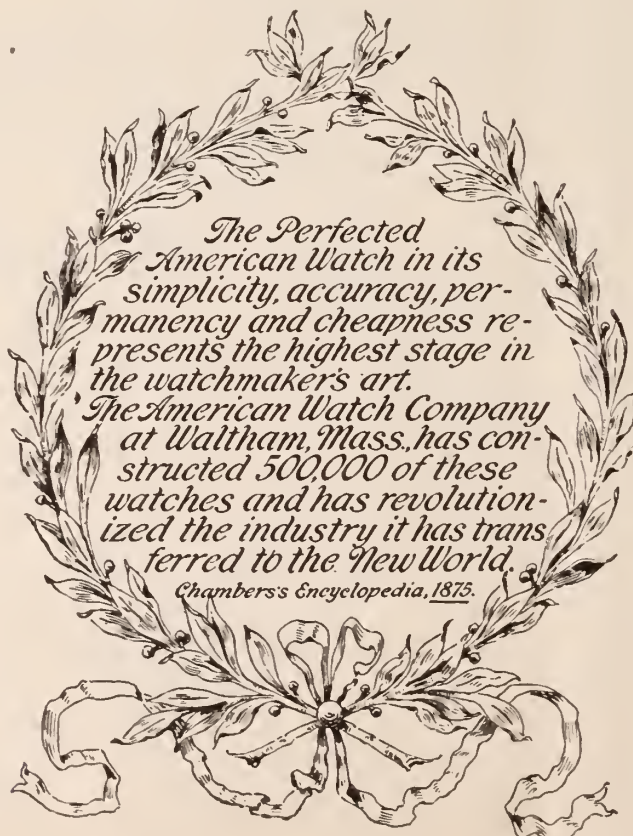 The Perfected
American Watch in its
simplicity, accuracy, per-
manency and cheapness re-
presents the highest stage in
the watchmaker's art.
The American Watch Company
at Waltham, Mass., has con-
structed 500,000 of these
watches and has revolution-
ized the industry it has trans
ferred to the New World.
Chambers's Encyclopedia, 1875.